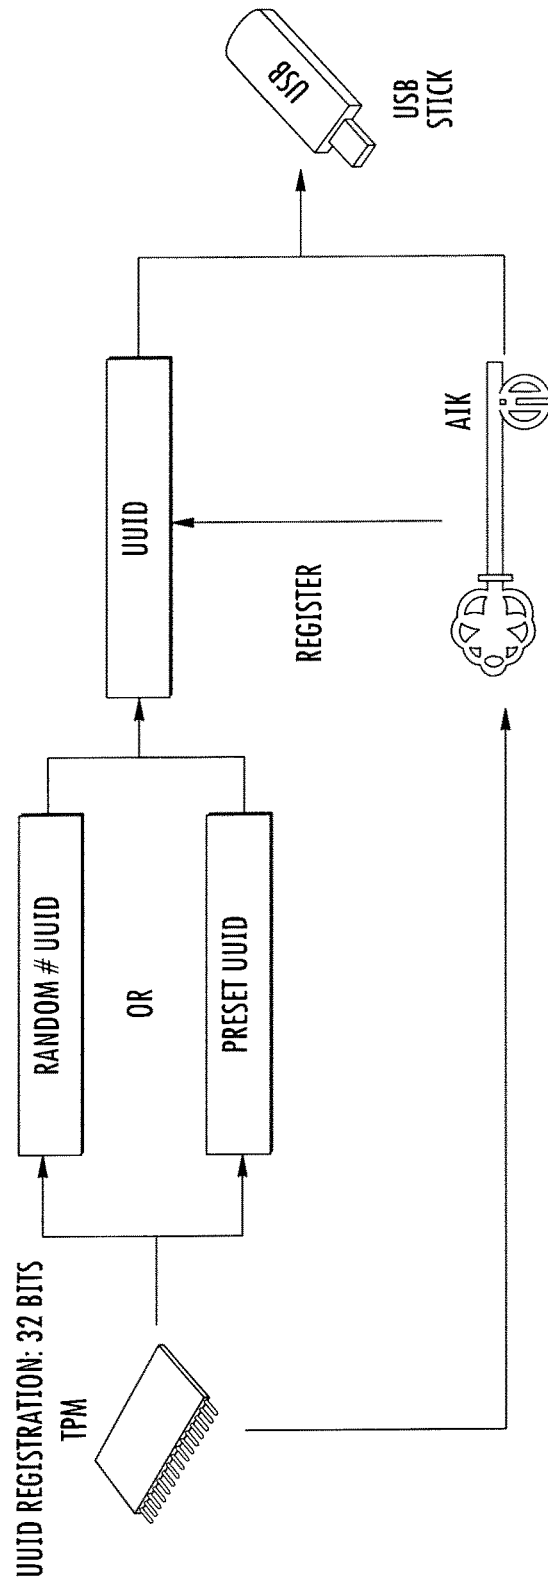 UUID REGISTRATION: 32 BITS
TPM
RANDOM # UUID
OR
PRESET UUID
UUID
REGISTER
AIK
USB
USB
STICK